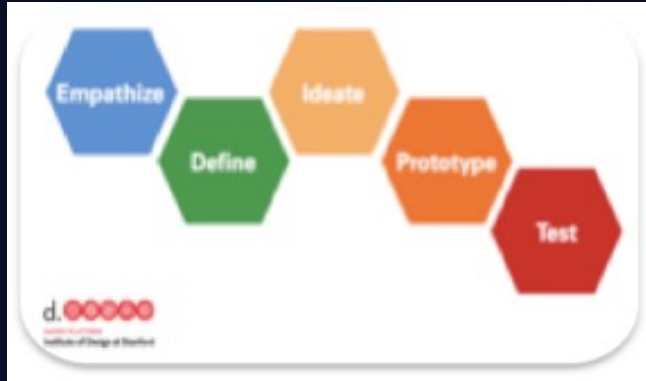 Empathize
Define
Ideate
Prototype
Test
d.
Institute of Design at Stanford